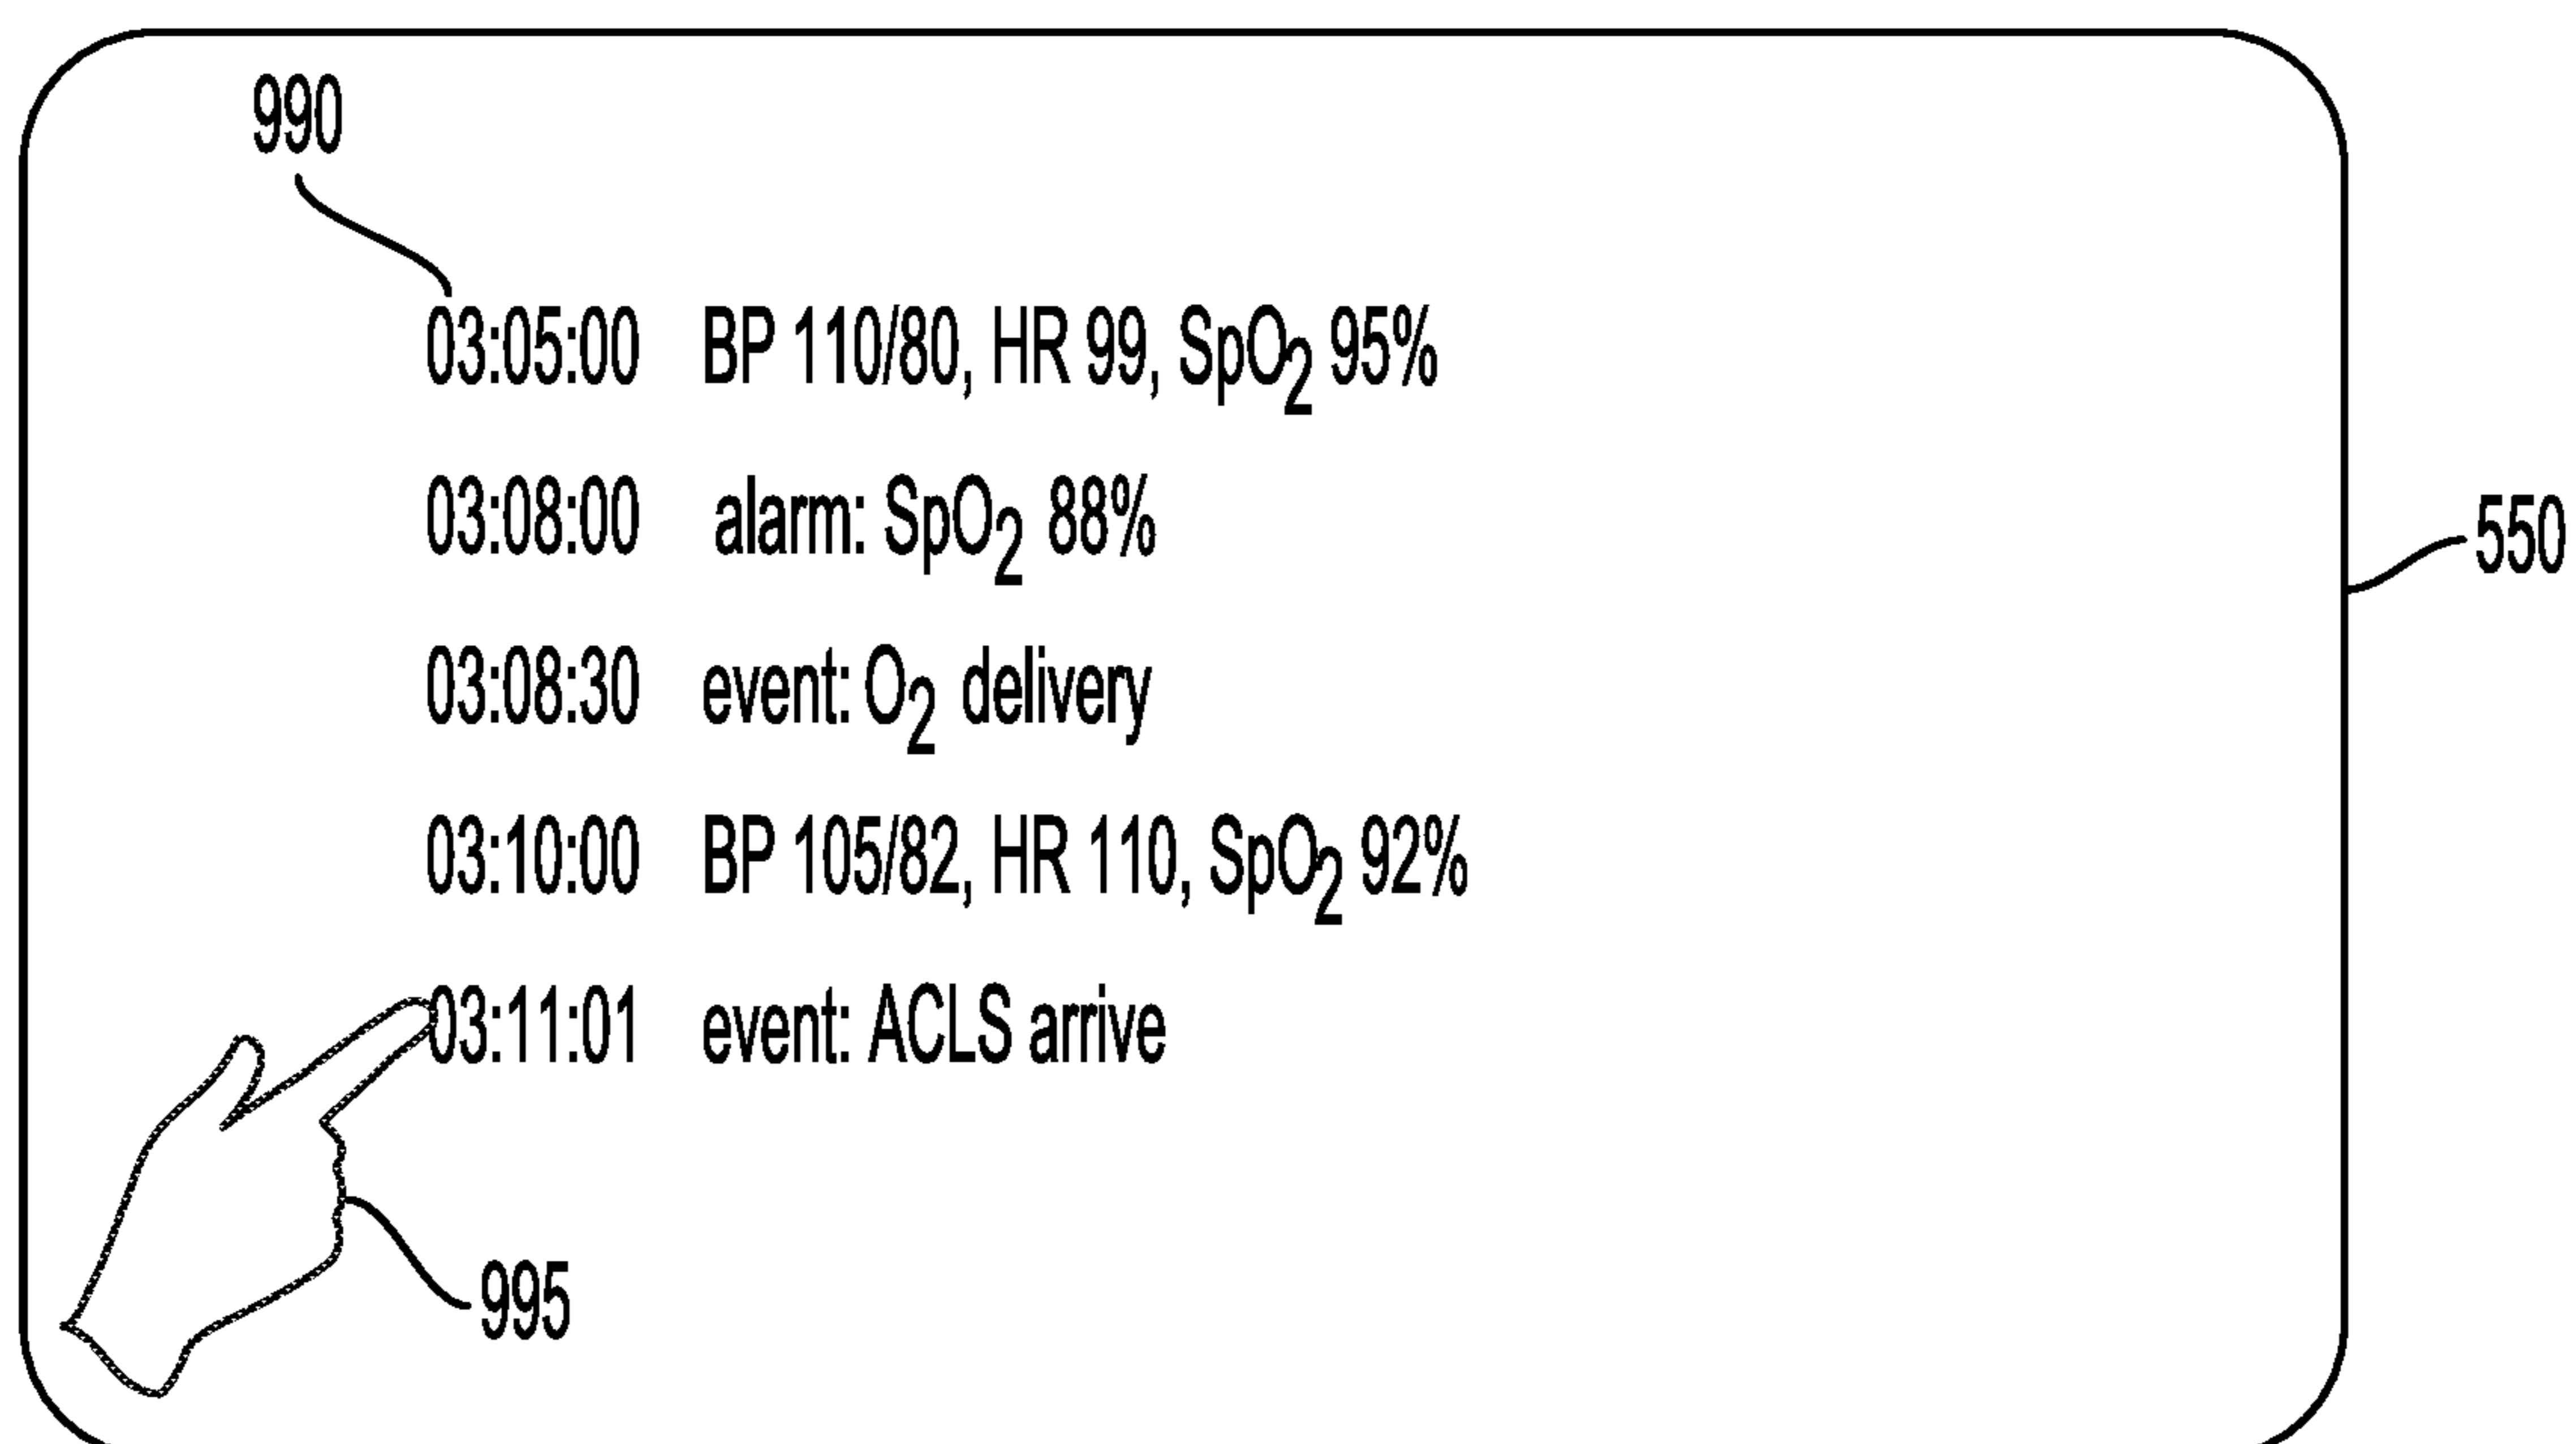 990
03:05:00 BP 110/80, HR 99, SpO₂ 95%
03:08:00 alarm: SpO₂ 88%
550
03:08:30 event: O₂ delivery
03:10:00 BP 105/82, HR 110, SpO₂ 92%
03:11:01 event: ACLS arrive
995